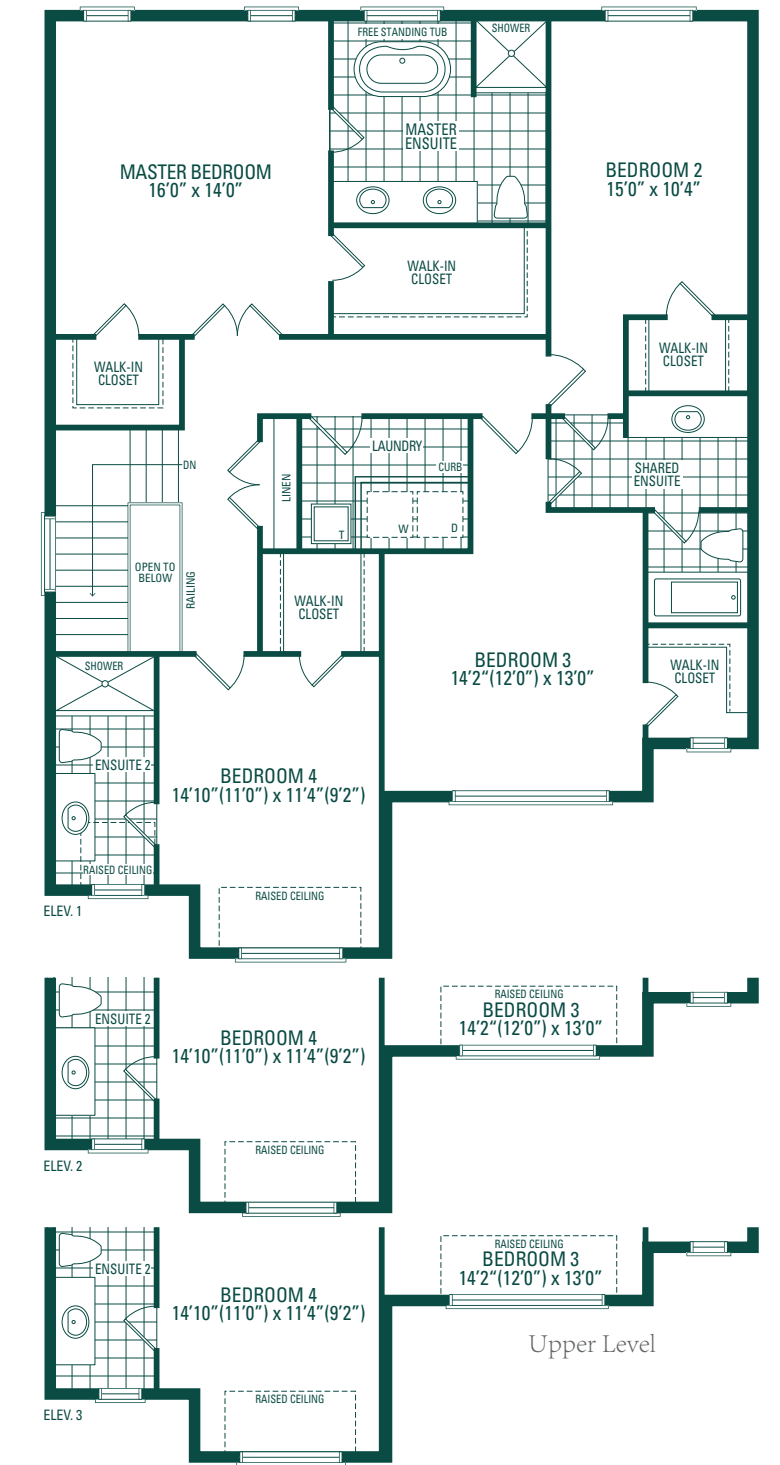 FREE STANDING TUB
SHOWER
MASTER
ENSUITE
MASTER BEDROOM
16'0" x 14'0"
BEDROOM 2
15'0" x 10'4"
WALK-IN
CLOSET
WALK-IN
CLOSET
WALK-IN
CLOSET
DN
LINEN
LAUNDRY
CURB
T
W
D
SHARED
ENSUITE
OPEN TO
BELOW
RAILING
WALK-IN
CLOSET
SHOWER
BEDROOM 3
14'2"(12'0") x 13'0"
WALK-IN
CLOSET
ENSUITE 2
BEDROOM 4
14'10"(11'0") x 11'4"(9'2")
RAISED CEILING
RAISED CEILING
ELEV. 1
ENSUITE 2
BEDROOM 4
14'10"(11'0") x 11'4"(9'2")
RAISED CEILING
BEDROOM 3
14'2"(12'0") x 13'0"
RAISED CEILING
ELEV. 2
ENSUITE 2
BEDROOM 4
14'10"(11'0") x 11'4"(9'2")
RAISED CEILING
BEDROOM 3
14'2"(12'0") x 13'0"
Upper Level
RAISED CEILING
ELEV. 3